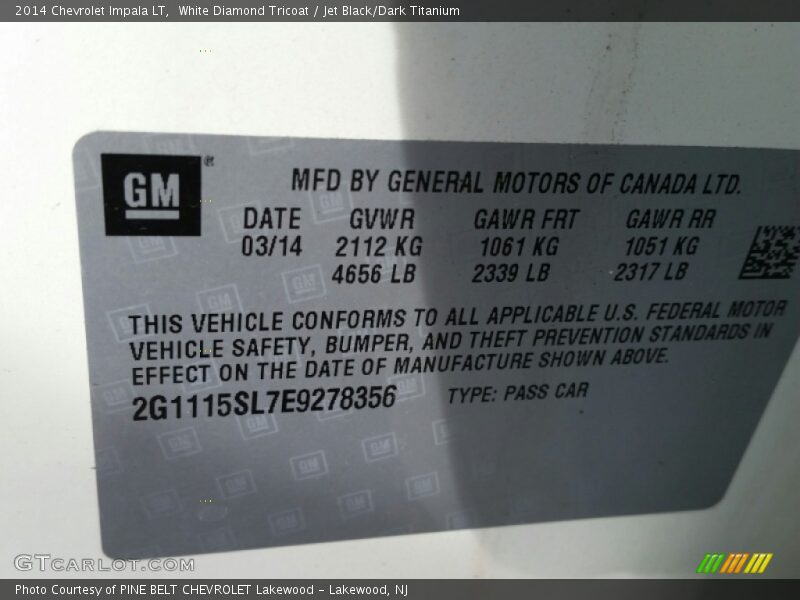 2014 Chevrolet Impala LT, White Diamond Tricoat / Jet Black/Dark Titanium
GM®
MFD BY GENERAL MOTORS OF CANADA LTD.
DATE GVWR GAWR FRT GAWR RR
03/14 2112 KG 1061 KG 1051 KG
4656 LB 2339 LB 2317 LB
THIS VEHICLE CONFORMS TO ALL APPLICABLE U.S. FEDERAL MOTOR
VEHICLE SAFETY, BUMPER, AND THEFT PREVENTION STANDARDS IN
EFFECT ON THE DATE OF MANUFACTURE SHOWN ABOVE.
2G1115SL7E9278356 TYPE: PASS CAR
GTCARLOT.COM
Photo Courtesy of PINE BELT CHEVROLET Lakewood - Lakewood, NJ